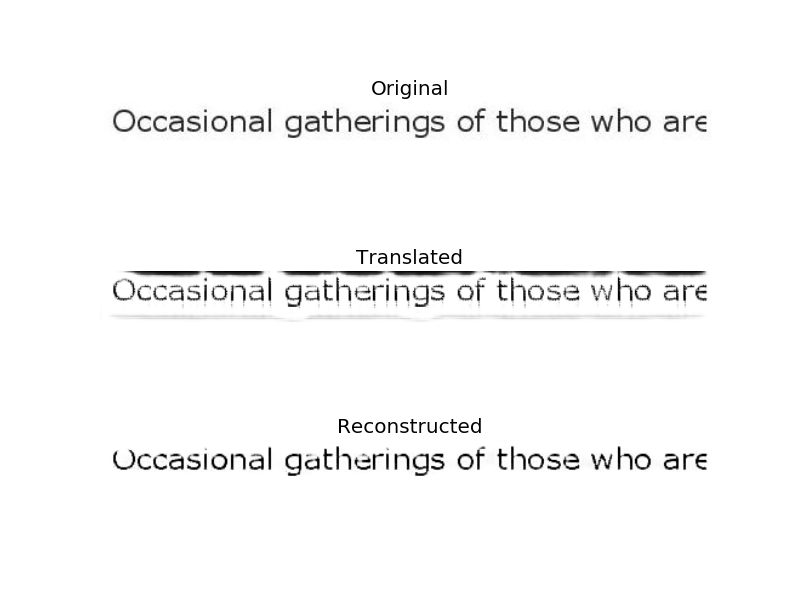 Original
Occasional gatherings of those who are
Translated
Occasional gatherings of those who are
Reconstructed
Occasional gatherings of those who are